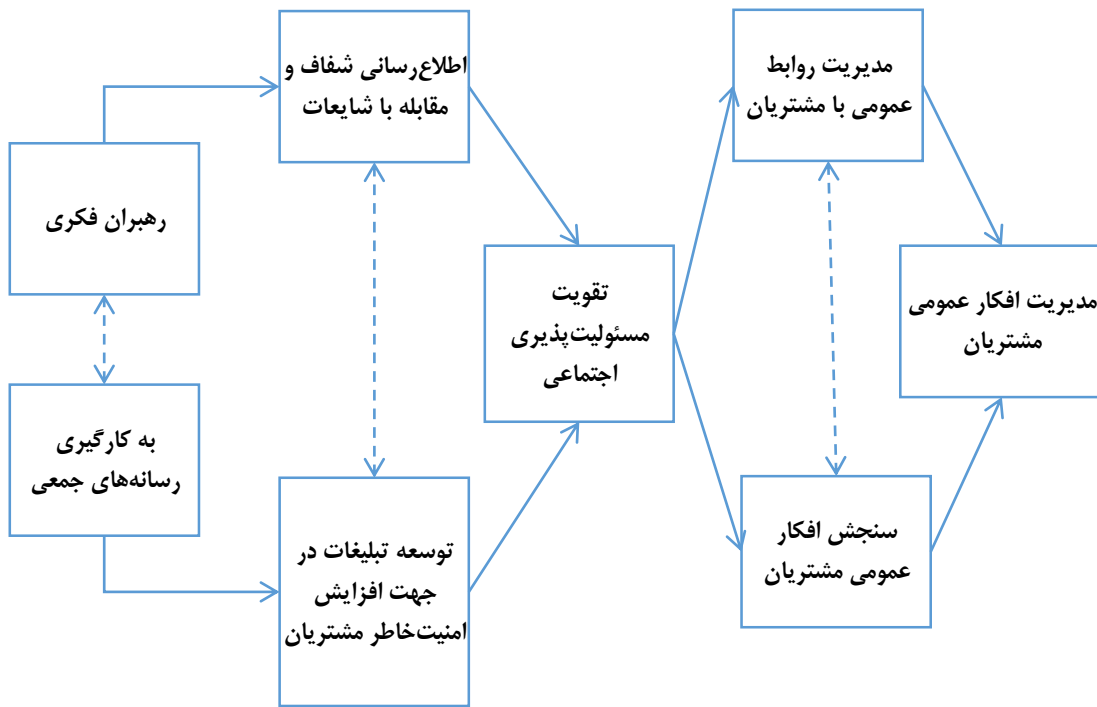 رهبران فکری
به کارگیری
رسانه‌های جمعی
اطلاع‌رسانی شفاف و
مقابله با شایعات
توسعه تبلیغات در
جهت افزایش
امنیت‌خاطر مشتریان
تقویت
مسئولیت‌پذیری
اجتماعی
مدیریت روابط
عمومی با مشتریان
سنجش افکار
عمومی مشتریان
مدیریت افکار عمومی
مشتریان